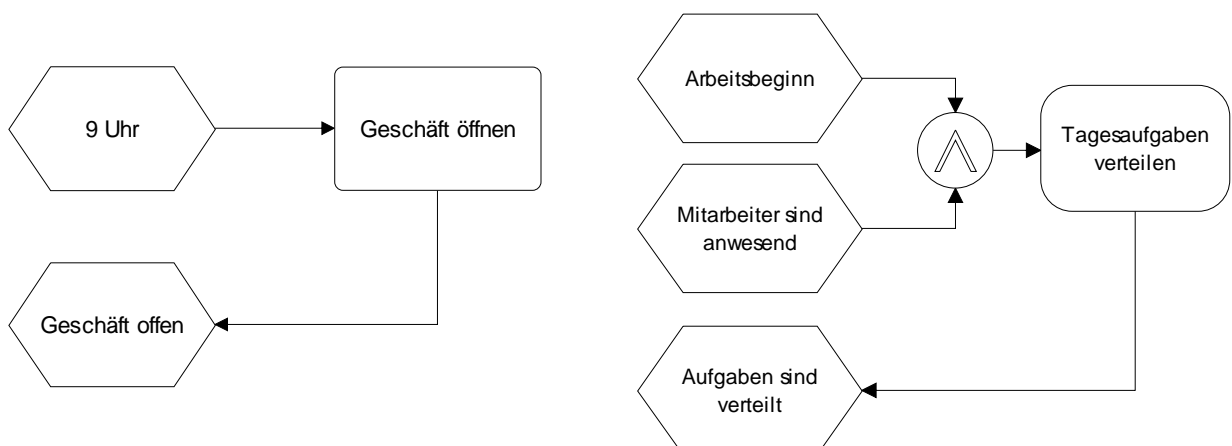 9 Uhr
Geschäft öffnen
Geschäft offen
Arbeitsbeginn
Mitarbeiter sind
anwesend
Tagesaufgaben
verteilen
Aufgaben sind
verteilt